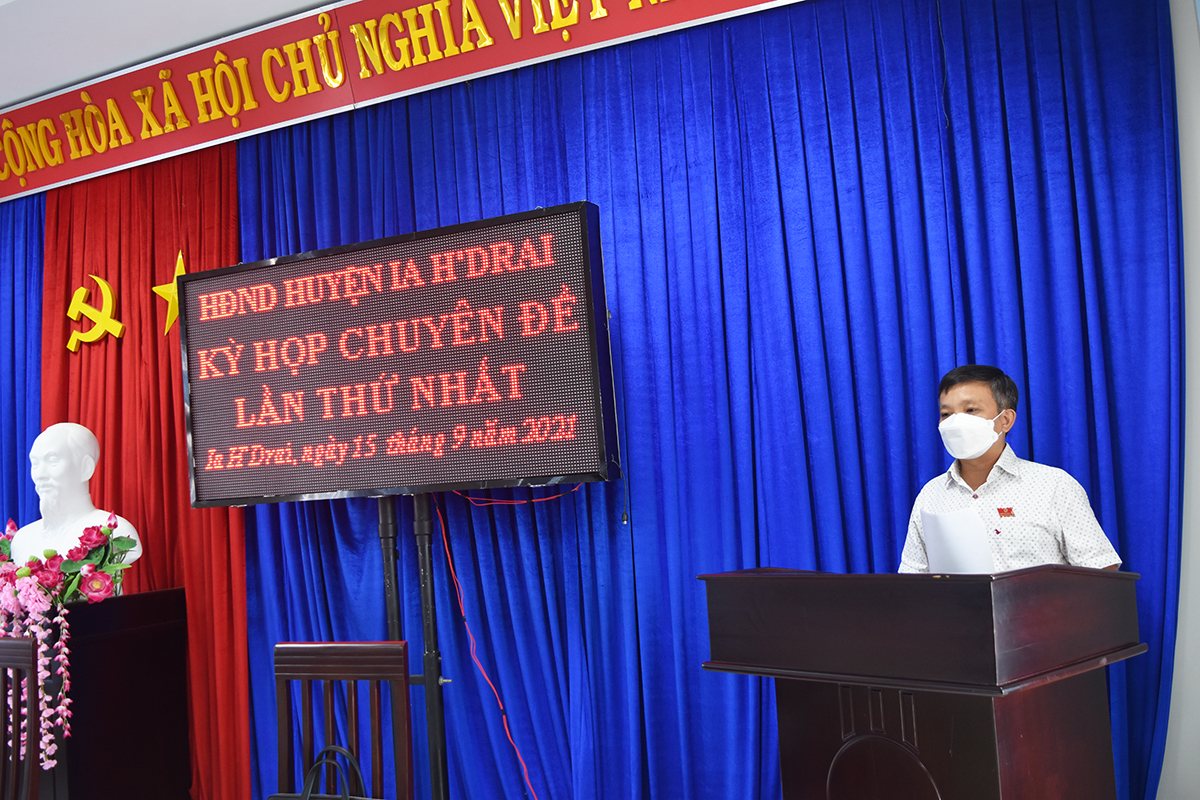 CỘNG HÒA XÃ HỘI CHỦ NGHĨA VIỆT
HĐND HUYỆN IA H'DRAI
KỲ HỌP CHUYÊN ĐỀ
LẦN THỨ NHẤT
Ia H'Drai, ngày 15 tháng 9 năm 2021